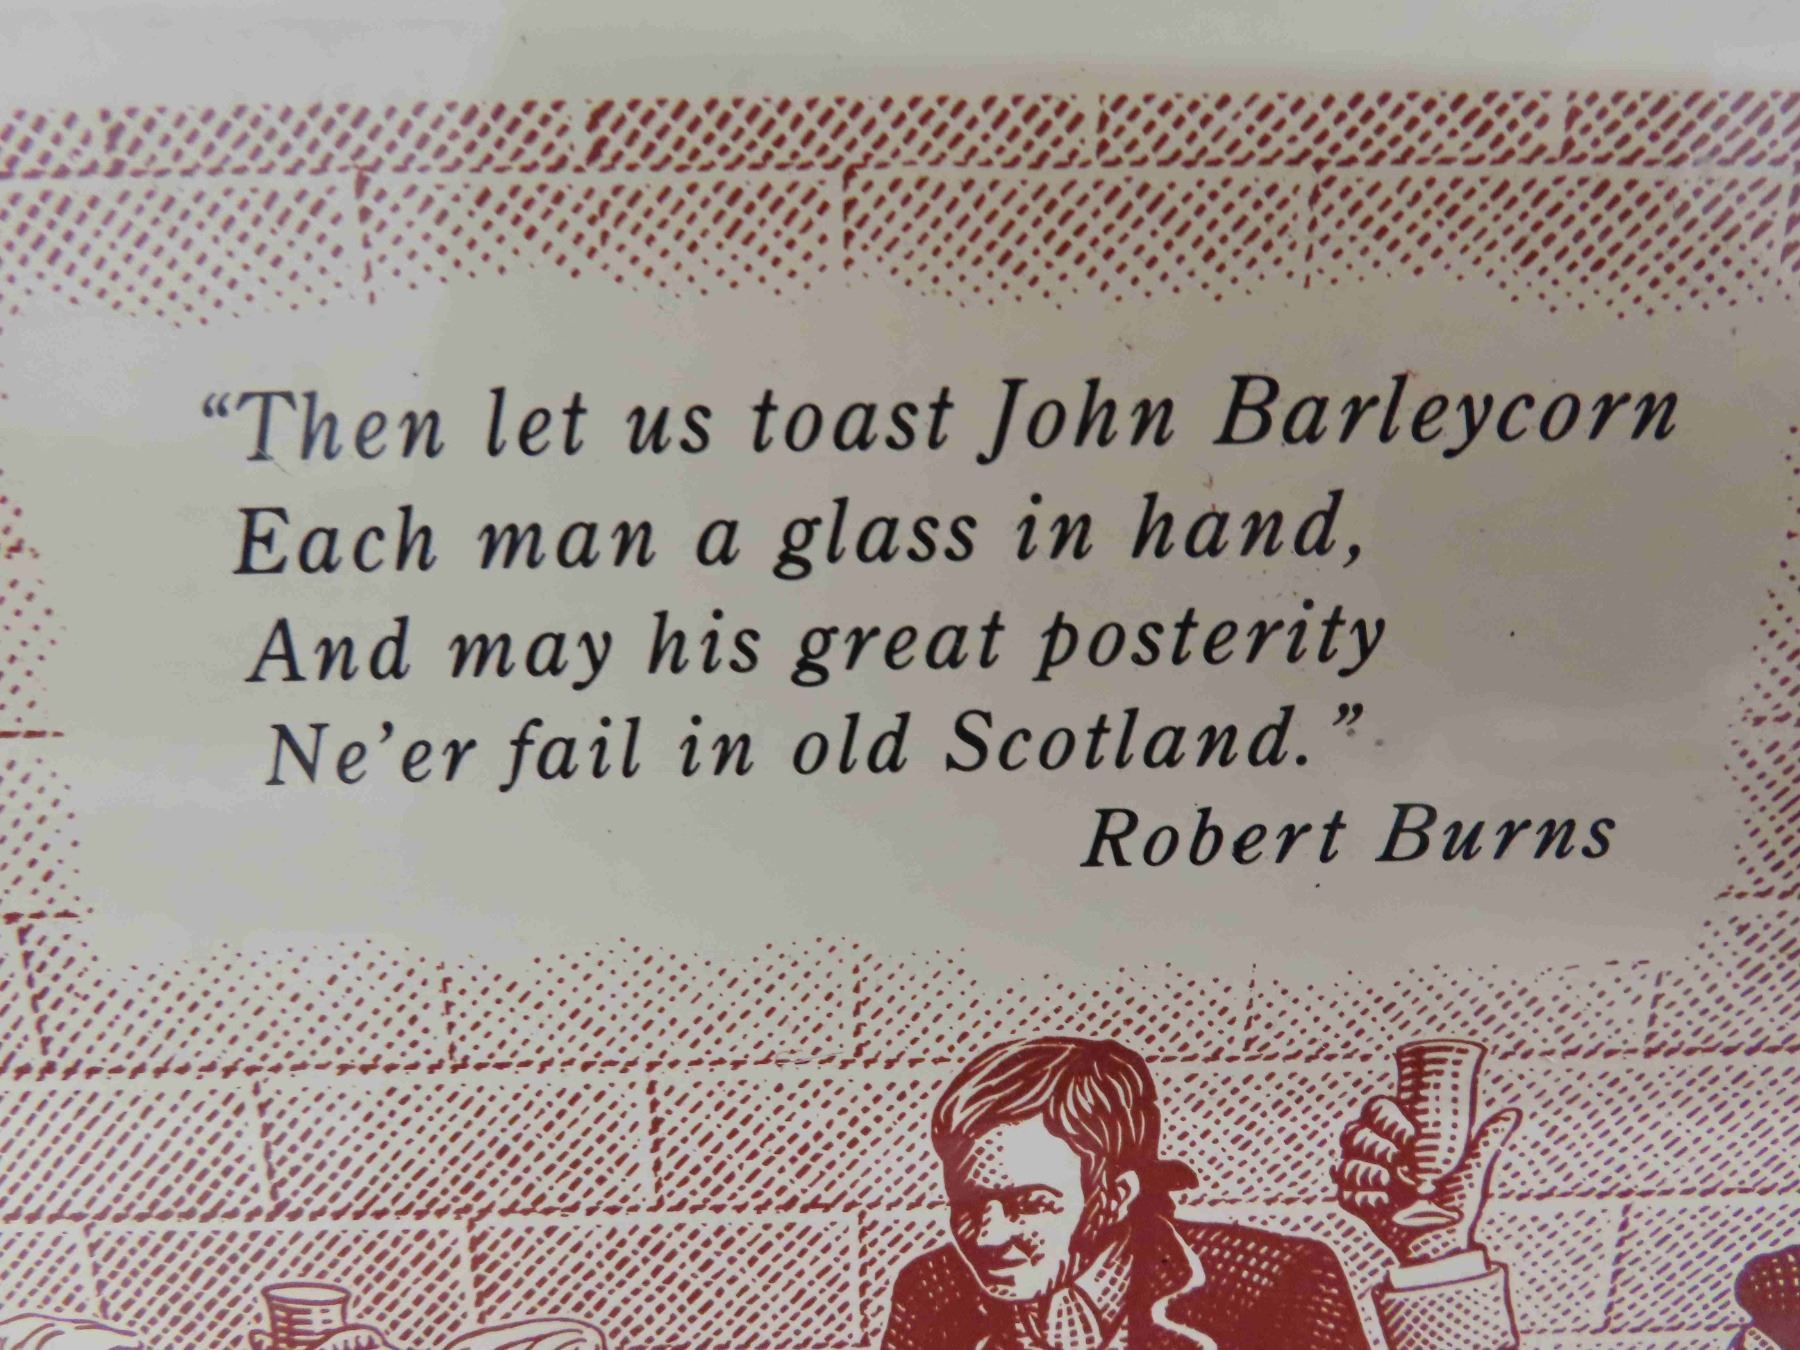 “Then let us toast John Barleycorn
Each man a glass in hand,
And may his great posterity
Ne’er fail in old Scotland.”
Robert Burns